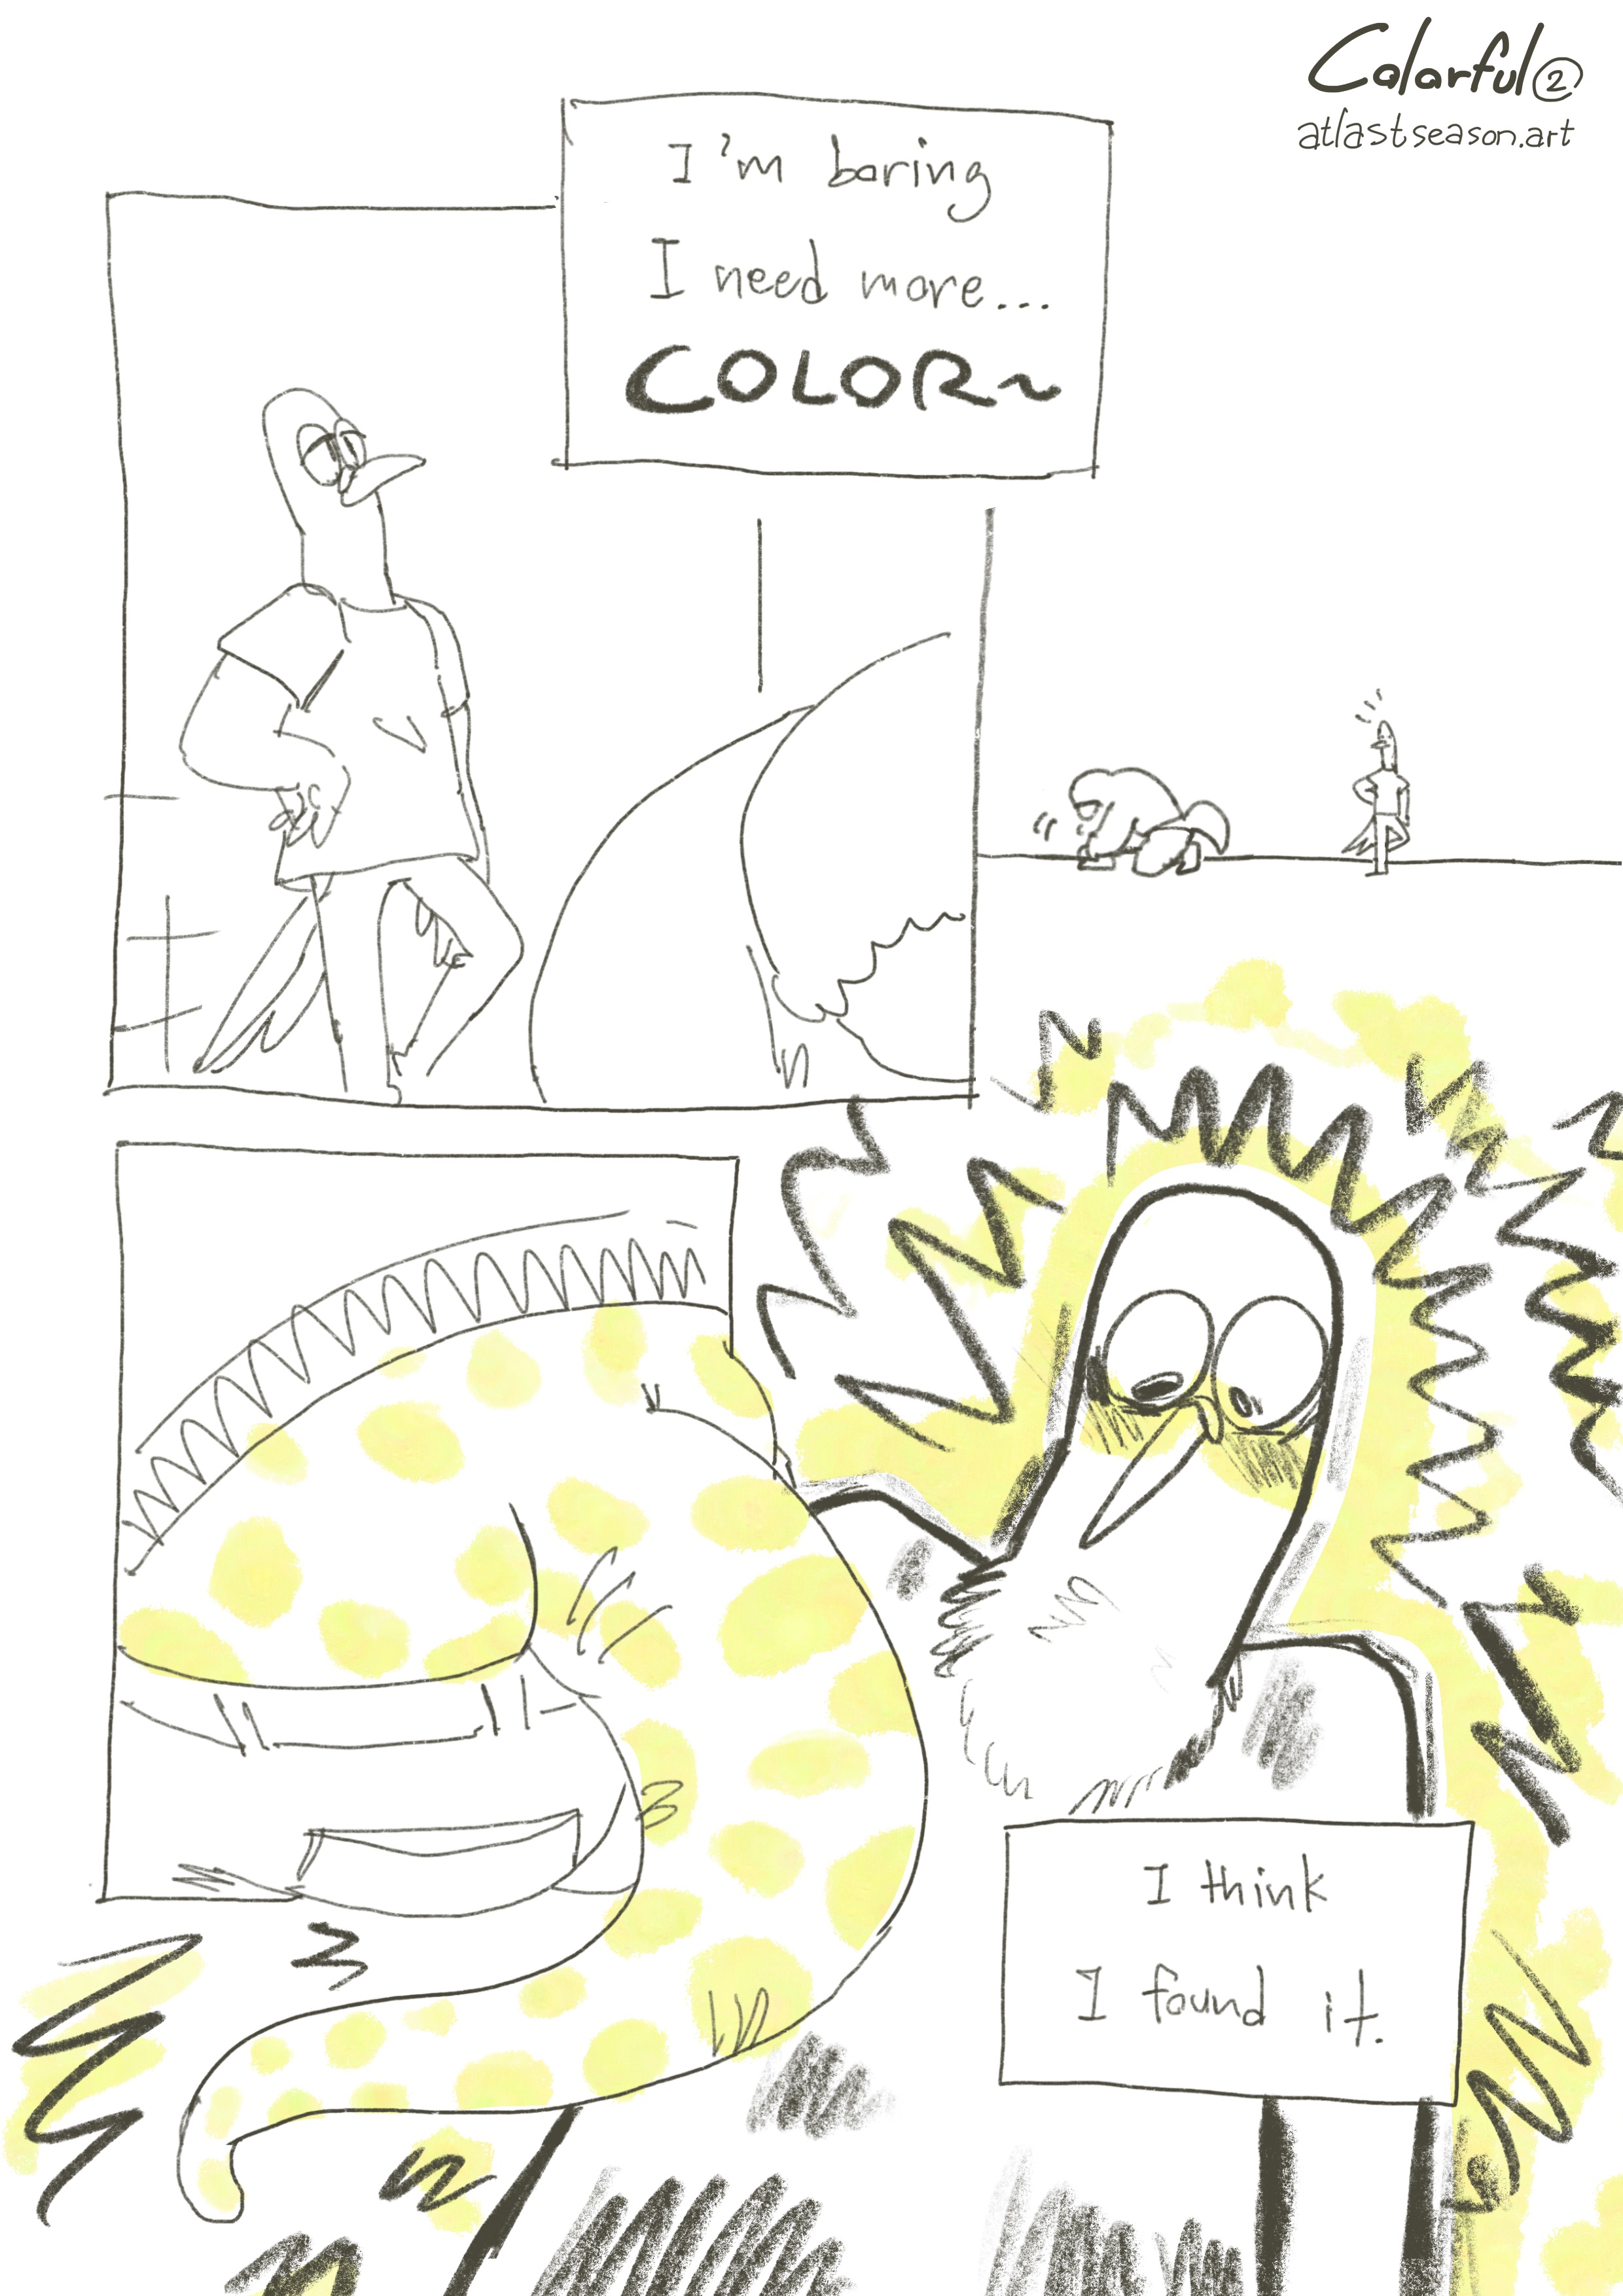 Colorful②
atlastseason.art
I'm boring
I need more...
COLOR~
I think
I found it.